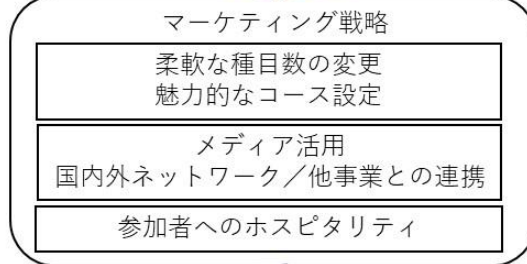 マーケティング戦略
柔軟な種目数の変更
魅力的なコース設定
メディア活用
国内外ネットワーク／他事業との連携
参加者へのホスピタリティ